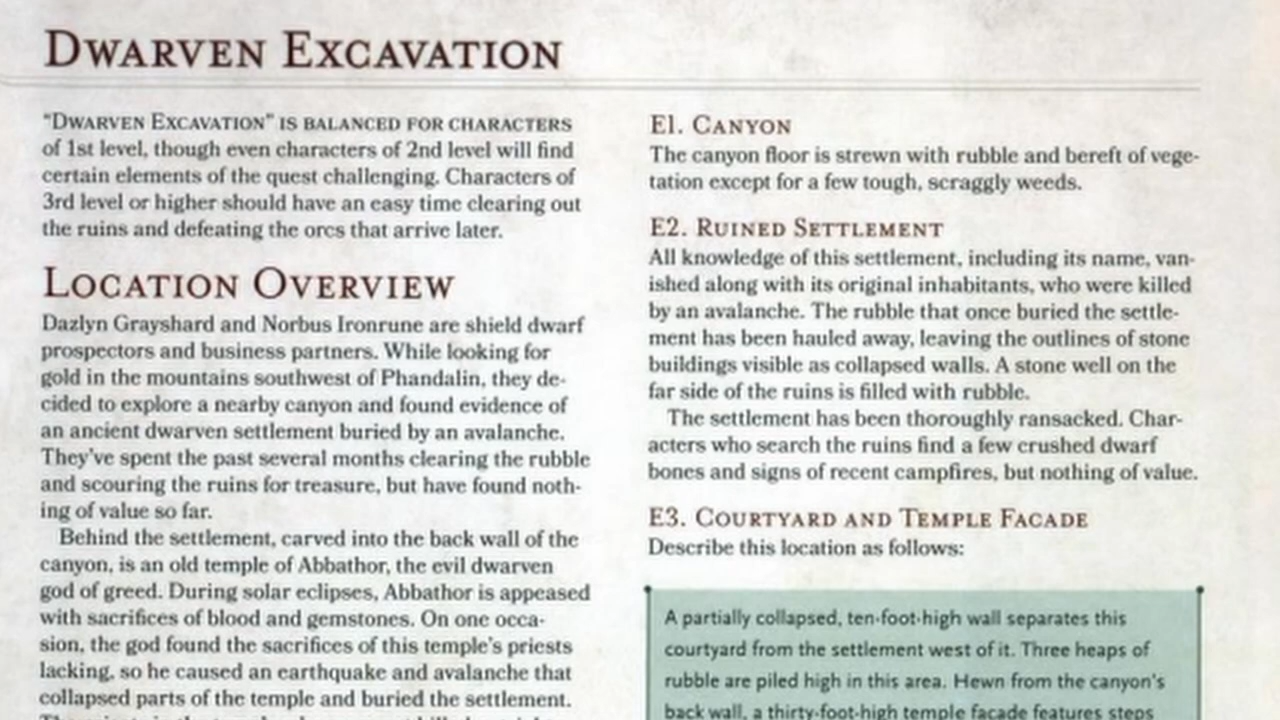 Dwarven Excavation
"Dwarven Excavation" is balanced for characters
of 1st level, though even characters of 2nd level will find
certain elements of the quest challenging. Characters of
3rd level or higher should have an easy time clearing out
the ruins and defeating the orcs that arrive later.
Location Overview
Dazlyn Grayshard and Norbus Ironrune are shield dwarf
prospectors and business partners. While looking for
gold in the mountains southwest of Phandalin, they de-
cided to explore a nearby canyon and found evidence of
an ancient dwarven settlement buried by an avalanche.
They've spent the past several months clearing the rubble
and scouring the ruins for treasure, but have found noth-
ing of value so far.
Behind the settlement, carved into the back wall of the
canyon, is an old temple of Abbathor, the evil dwarven
god of greed. During solar eclipses, Abbathor is appeased
with sacrifices of blood and gemstones. On one occa-
sion, the god found the sacrifices of this temple's priests
lacking, so he caused an earthquake and avalanche that
collapsed parts of the temple and buried the settlement.
E1. Canyon
The canyon floor is strewn with rubble and bereft of vege-
tation except for a few tough, scraggly weeds.
E2. Ruined Settlement
All knowledge of this settlement, including its name, van-
ished along with its original inhabitants, who were killed
by an avalanche. The rubble that once buried the settle-
ment has been hauled away, leaving the outlines of stone
buildings visible as collapsed walls. A stone well on the
far side of the ruins is filled with rubble.
The settlement has been thoroughly ransacked. Char-
acters who search the ruins find a few crushed dwarf
bones and signs of recent campfires, but nothing of value.
E3. Courtyard and Temple Facade
Describe this location as follows:
A partially collapsed, ten-foot-high wall separates this
courtyard from the settlement west of it. Three heaps of
rubble are piled high in this area. Hewn from the canyon's
back wall, a thirty-foot-high temple facade features steps